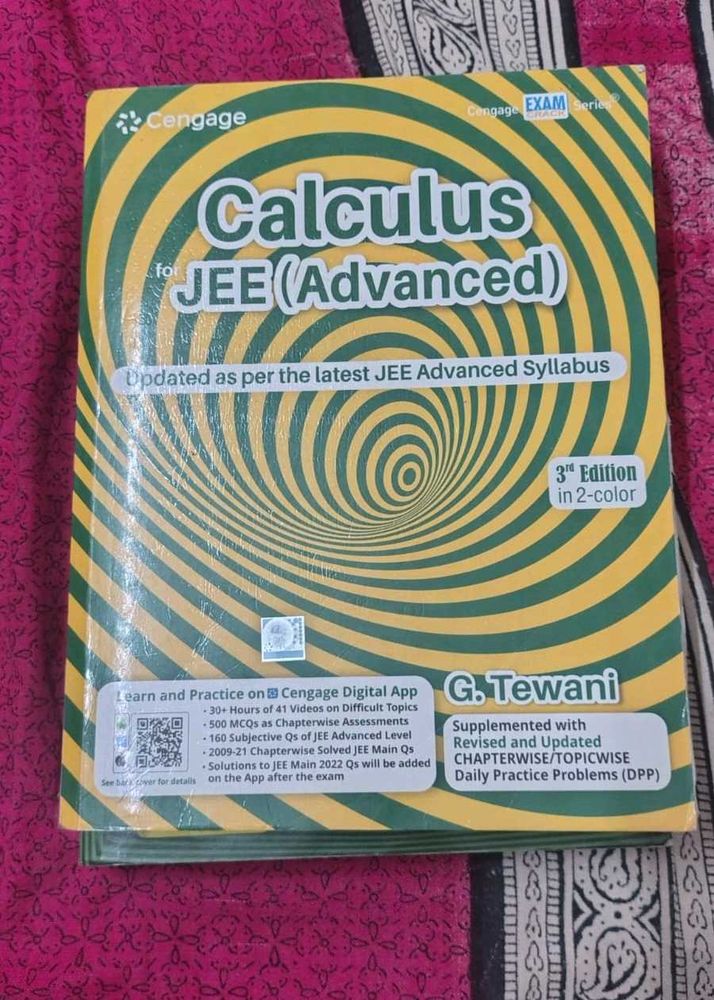 Cengage
Cengage EXAM CRACK Series®
Calculus
for JEE (Advanced)
Updated as per the latest JEE Advanced Syllabus
3rd Edition
in 2-color
Learn and Practice on Cengage Digital App
• 30+ Hours of 41 Videos on Difficult Topics
• 500 MCQs as Chapterwise Assessments
• 160 Subjective Qs of JEE Advanced Level
• 2009-21 Chapterwise Solved JEE Main Qs
• Solutions to JEE Main 2022 Qs will be added
on the App after the exam
See back cover for details
G. Tewani
Supplemented with
Revised and Updated
CHAPTERWISE/TOPICWISE
Daily Practice Problems (DPP)